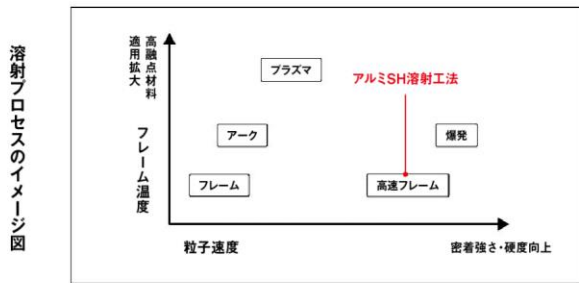 溶射プロセスのイメージ図
高融点材料
適用拡大
フレーム温度
プラズマ
アルミSH溶射工法
アーク
爆発
フレーム
高速フレーム
粒子速度
密着強さ・硬度向上